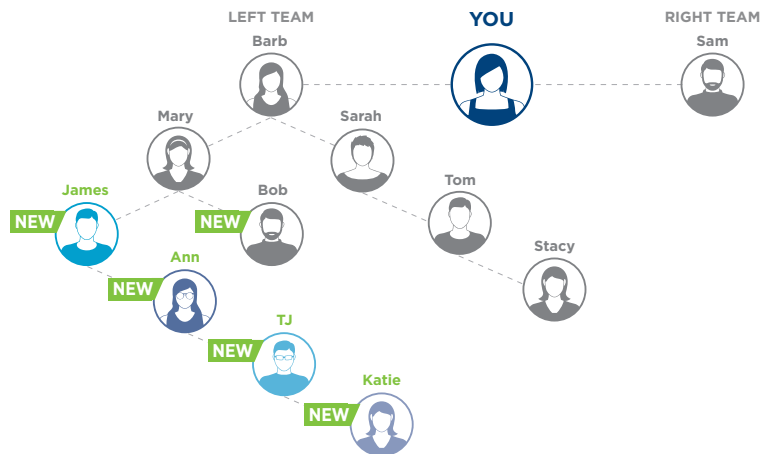 LEFT TEAM
YOU
RIGHT TEAM
Barb
Sam
Mary
Sarah
James
Bob
Tom
NEW
NEW
Stacy
Ann
NEW
TJ
NEW
Katie
NEW